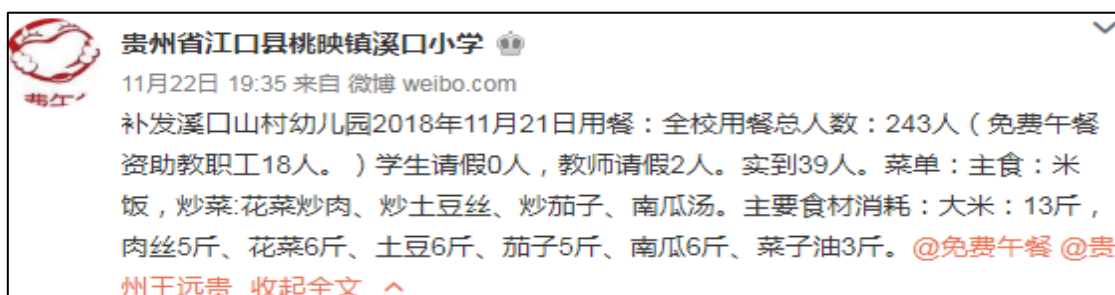 贵州省江口县桃映镇溪口小学
11月22日 19:35 来自 微博 weibo.com
补发溪口山村幼儿园2018年11月21日用餐：全校用餐总人数：243人（免费午餐
资助教职工18人。）学生请假0人，教师请假2人。实到39人。菜单：主食：米
饭，炒菜:花菜炒肉、炒土豆丝、炒茄子、南瓜汤。主要食材消耗：大米：13斤，
肉丝5斤、花菜6斤、土豆6斤、茄子5斤、南瓜6斤、菜子油3斤。@免费午餐 @贵
州王远贵 收起全文